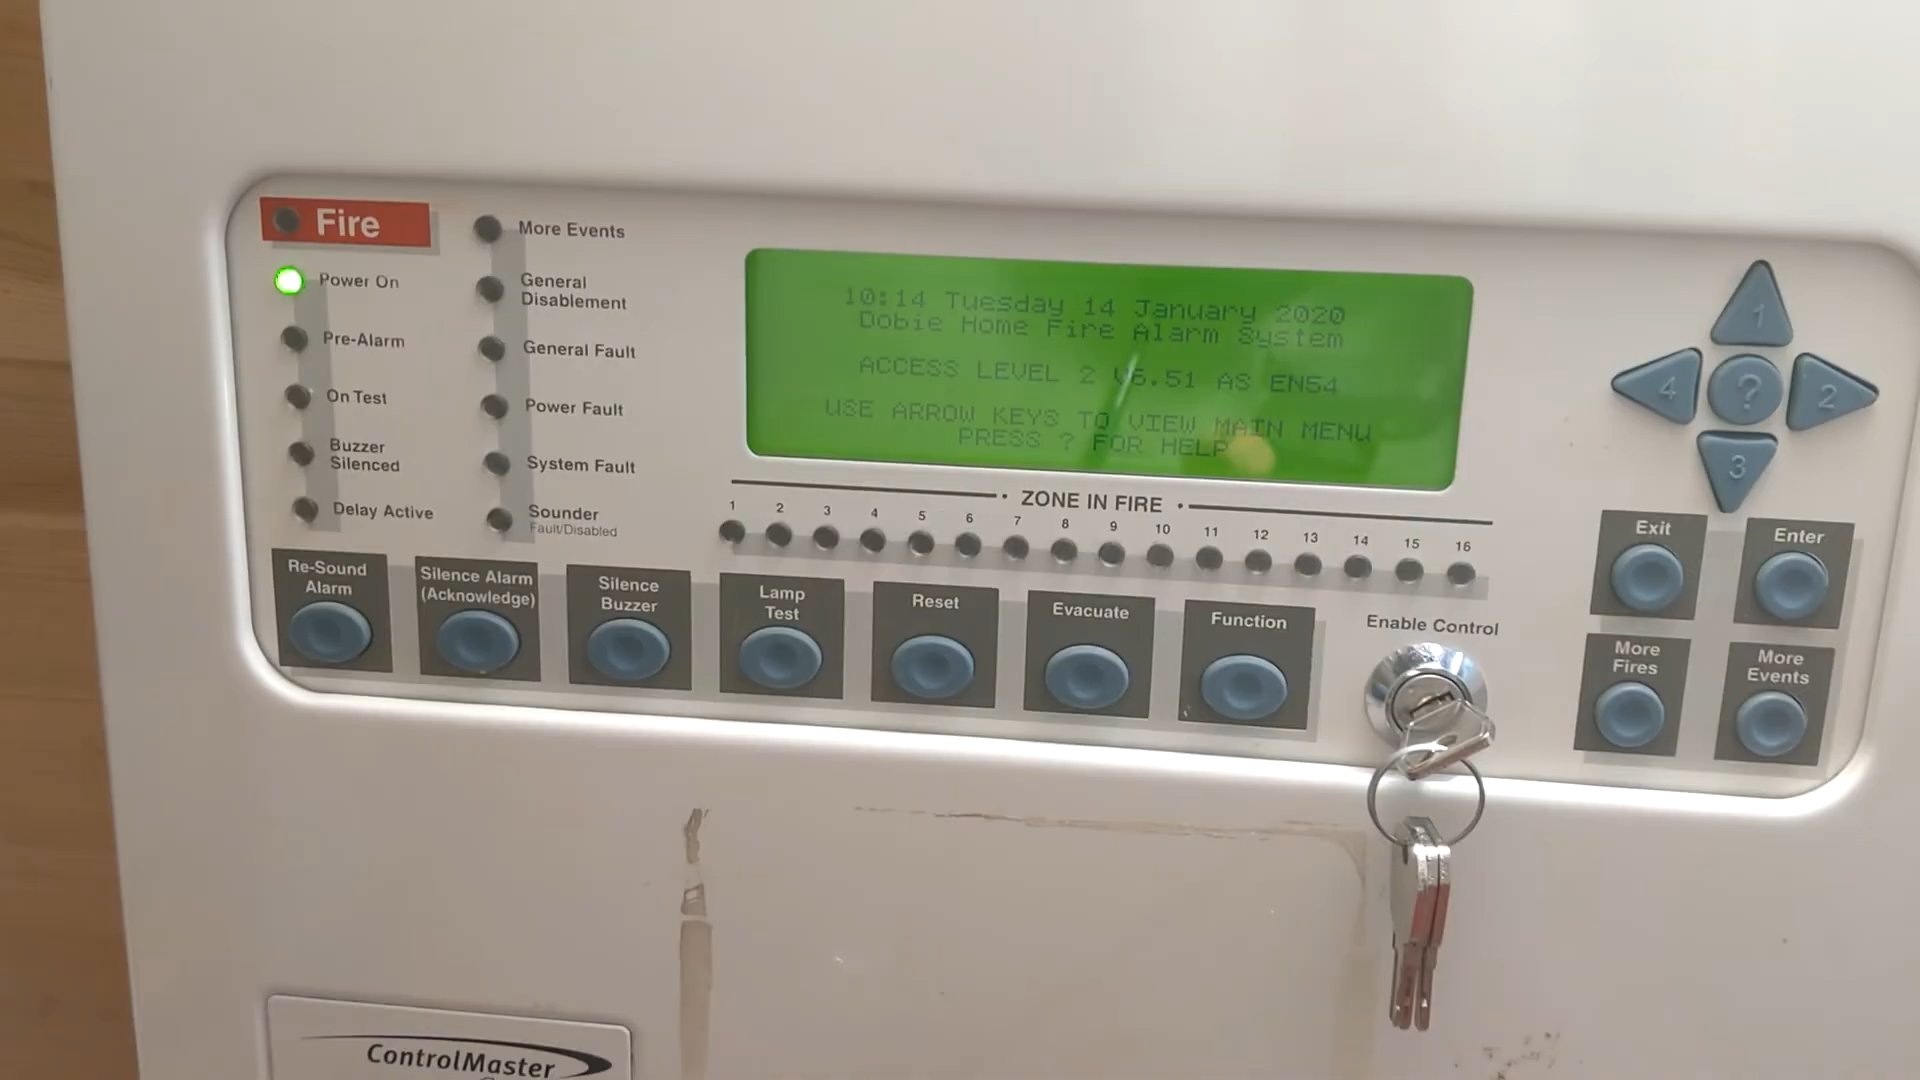 Fire
Power On
Pre-Alarm
On Test
Buzzer
Silenced
Delay Active
More Events
General
Disablement
General Fault
Power Fault
System Fault
Sounder
Fault/Disabled
10:14 Tuesday 14 January 2020
Dobie Home Fire Alarm System
ACCESS LEVEL 2 V6.51 AS EN54
USE ARROW KEYS TO VIEW MAIN MENU
PRESS ? FOR HELP
ZONE IN FIRE
1 2 3 4 5 6 7 8 9 10 11 12 13 14 15 16
Re-Sound
Alarm
Silence Alarm
(Acknowledge)
Silence
Buzzer
Lamp
Test
Reset
Evacuate
Function
Enable Control
1
4
?
2
3
Exit
Enter
More
Fires
More
Events
ControlMaster